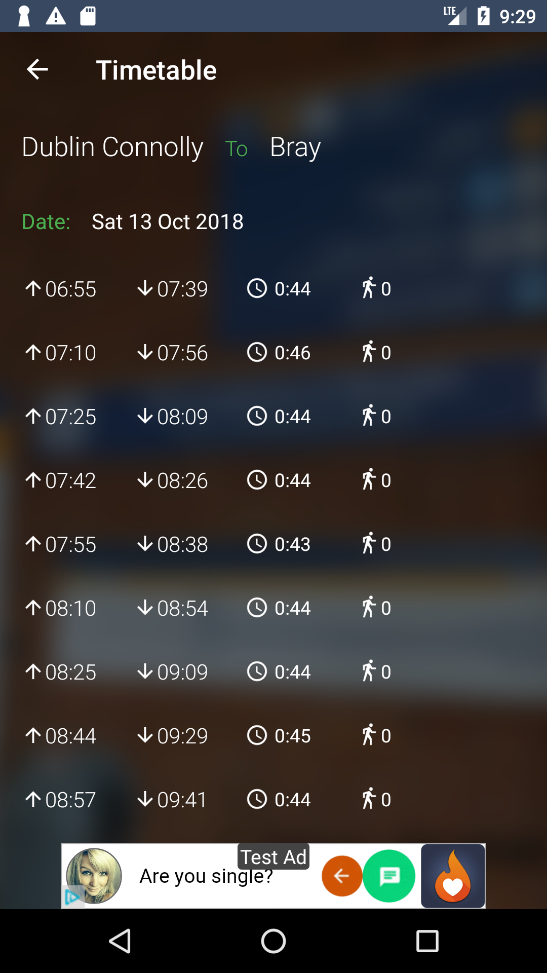 LTE 9:29
Timetable
Dublin Connolly To Bray
Date: Sat 13 Oct 2018
06:55 07:39 0:44 0
07:10 07:56 0:46 0
07:25 08:09 0:44 0
07:42 08:26 0:44 0
07:55 08:38 0:43 0
08:10 08:54 0:44 0
08:25 09:09 0:44 0
08:44 09:29 0:45 0
08:57 09:41 0:44 0
Test Ad
Are you single?